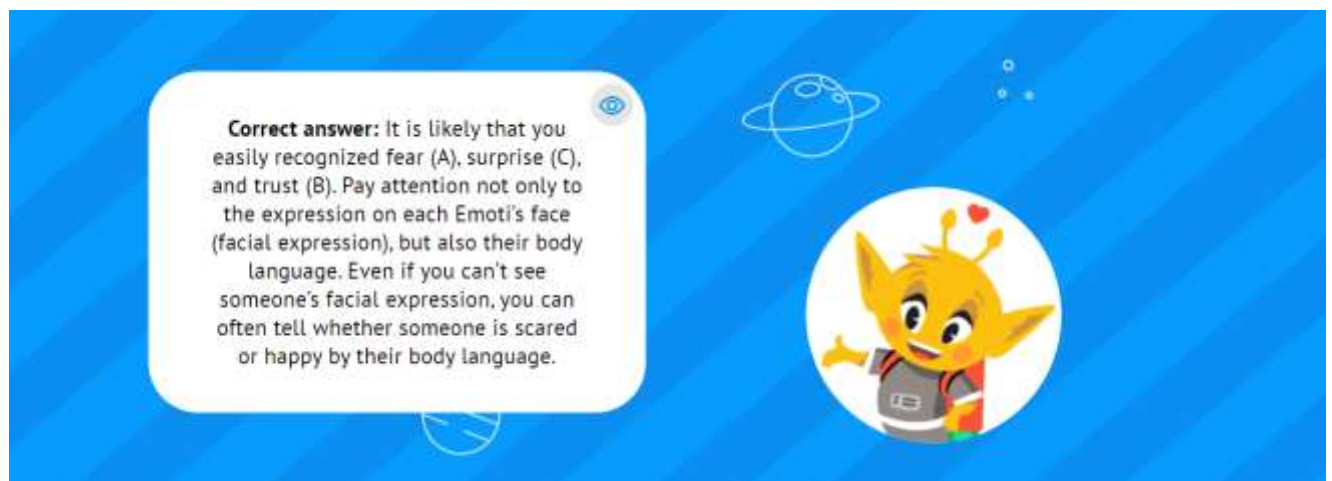 Correct answer: It is likely that you
easily recognized fear (A), surprise (C),
and trust (B). Pay attention not only to
the expression on each Emoti's face
(facial expression), but also their body
language. Even if you can't see
someone's facial expression, you can
often tell whether someone is scared
or happy by their body language.